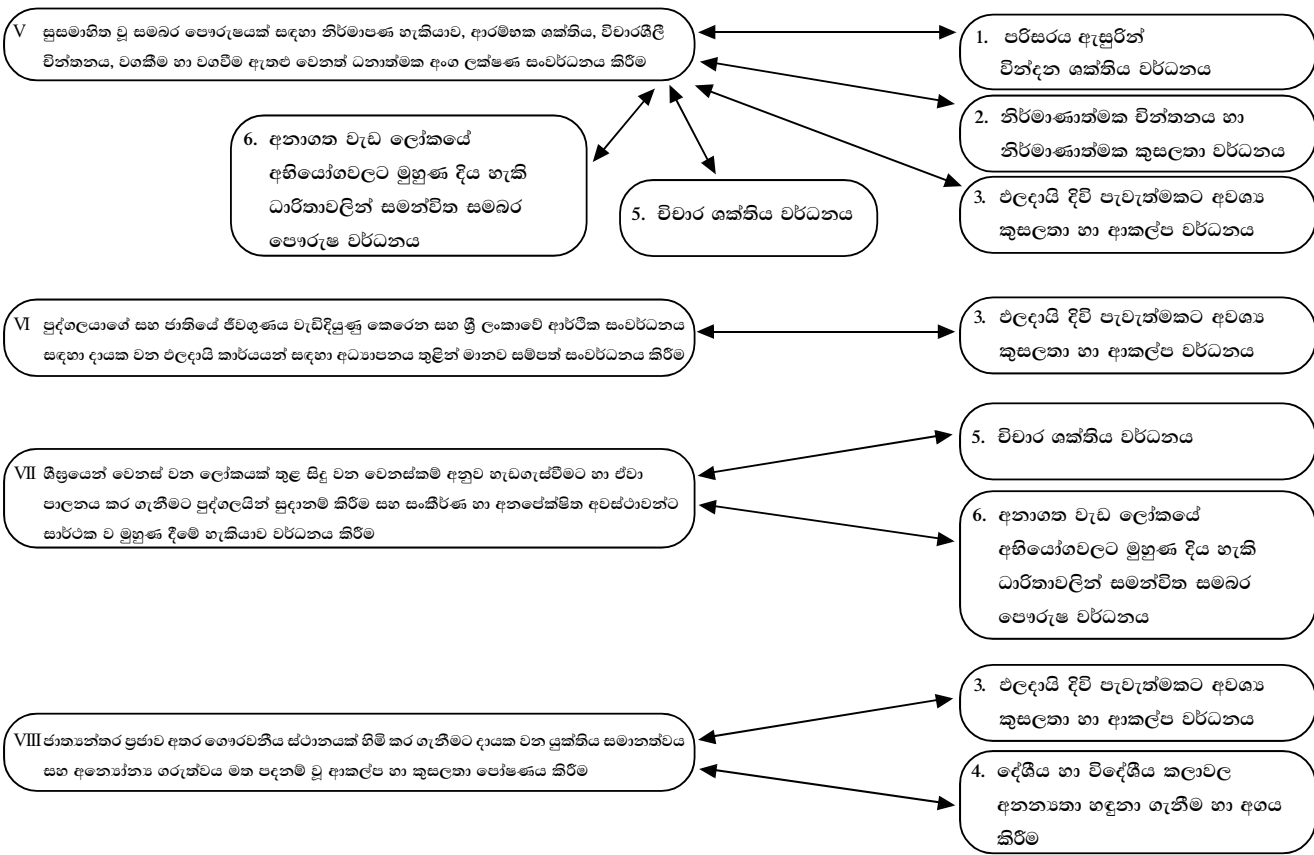 V සුසමාහිත වූ සමබර පෞරුෂයක් සඳහා නිර්මාපණ හැකියාව, ආරම්භක ශක්තිය, විචාරශීලී
චින්තනය, වගකීම හා වගවීම ඇතළු වෙනත් ධනාත්මක අංග ලක්ෂණ සංවර්ධනය කිරීම
1. පරිසරය ඇසුරින්
වින්දන ශක්තිය වර්ධනය
2. නිර්මාණාත්මක චින්තනය හා
නිර්මාණාත්මක කුසලතා වර්ධනය
3. ඵලදායි දිවි පැවැත්මකට අවශ්‍ය
කුසලතා හා ආකල්ප වර්ධනය
5. විචාර ශක්තිය වර්ධනය
6. අනාගත වැඩ ලෝකයේ
අභියෝගවලට මුහුණ දිය හැකි
ධාරිතාවලින් සමන්විත සමබර
පෞරුෂ වර්ධනය
VI පුද්ගලයාගේ සහ ජාතියේ ජීවගුණය වැඩිදියුණු කෙරෙන සහ ශ්‍රී ලංකාවේ ආර්ථික සංවර්ධනය
සඳහා දායක වන ඵලදායි කාර්යයන් සඳහා අධ්‍යාපනය තුළින් මානව සම්පත් සංවර්ධනය කිරීම
3. ඵලදායි දිවි පැවැත්මකට අවශ්‍ය
කුසලතා හා ආකල්ප වර්ධනය
VII ශීඝ්‍රයෙන් වෙනස් වන ලෝකයක් තුළ සිදු වන වෙනස්කම් අනුව හැඩගැස්වීමට හා ඒවා
පාලනය කර ගැනීමට පුද්ගලයින් සුදානම් කිරීම සහ සංකීර්ණ හා අනපේක්ෂිත අවස්ථාවන්ට
සාර්ථක ව මුහුණ දීමේ හැකියාව වර්ධනය කිරීම
5. විචාර ශක්තිය වර්ධනය
6. අනාගත වැඩ ලෝකයේ
අභියෝගවලට මුහුණ දිය හැකි
ධාරිතාවලින් සමන්විත සමබර
පෞරුෂ වර්ධනය
VIII ජාත්‍යන්තර ප්‍රජාව අතර ගෞරවනීය ස්ථානයක් හිමි කර ගැනීමට දායක වන යුක්තිය සමානත්වය
සහ අන්‍යෝන්‍ය ගරුත්වය මත පදනම් වූ ආකල්ප හා කුසලතා පෝෂණය කිරීම
3. ඵලදායි දිවි පැවැත්මකට අවශ්‍ය
කුසලතා හා ආකල්ප වර්ධනය
4. දේශීය හා විදේශීය කලාවල
අනන්‍යතා හඳුනා ගැනීම හා අගය
කිරීම